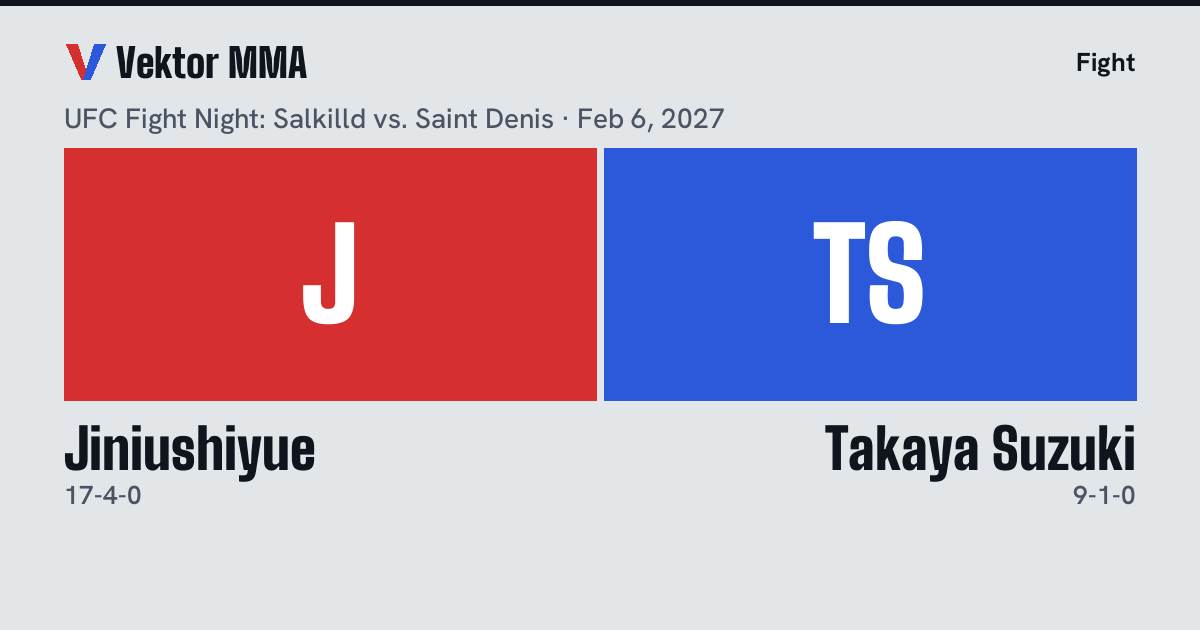 Vektor MMA
Fight
UFC Fight Night: Salkilld vs. Saint Denis · Feb 6, 2027
J
TS
Jiniushiyue
Takaya Suzuki
17-4-0
9-1-0